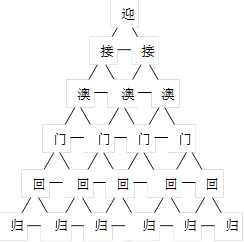 迎
接 接
澳 澳 澳
门 门 门 门
回 回 回 回 回
归 归 归 归 归 归